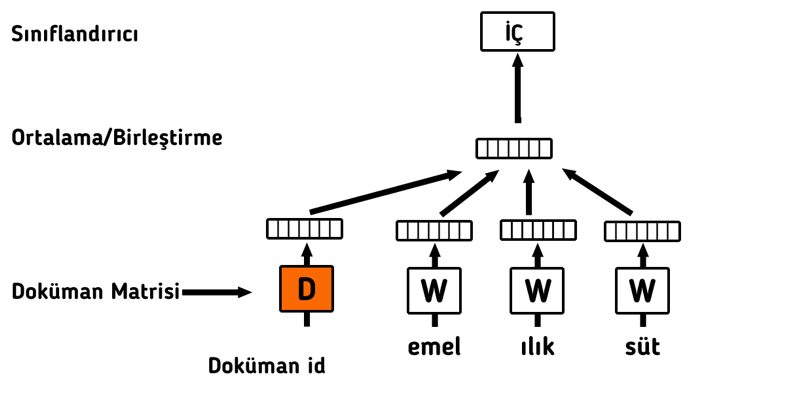 Sınıflandırıcı
İÇ
Ortalama/Birleştirme
Doküman Matrisi
D
W
W
W
emel
ılık
süt
Doküman id